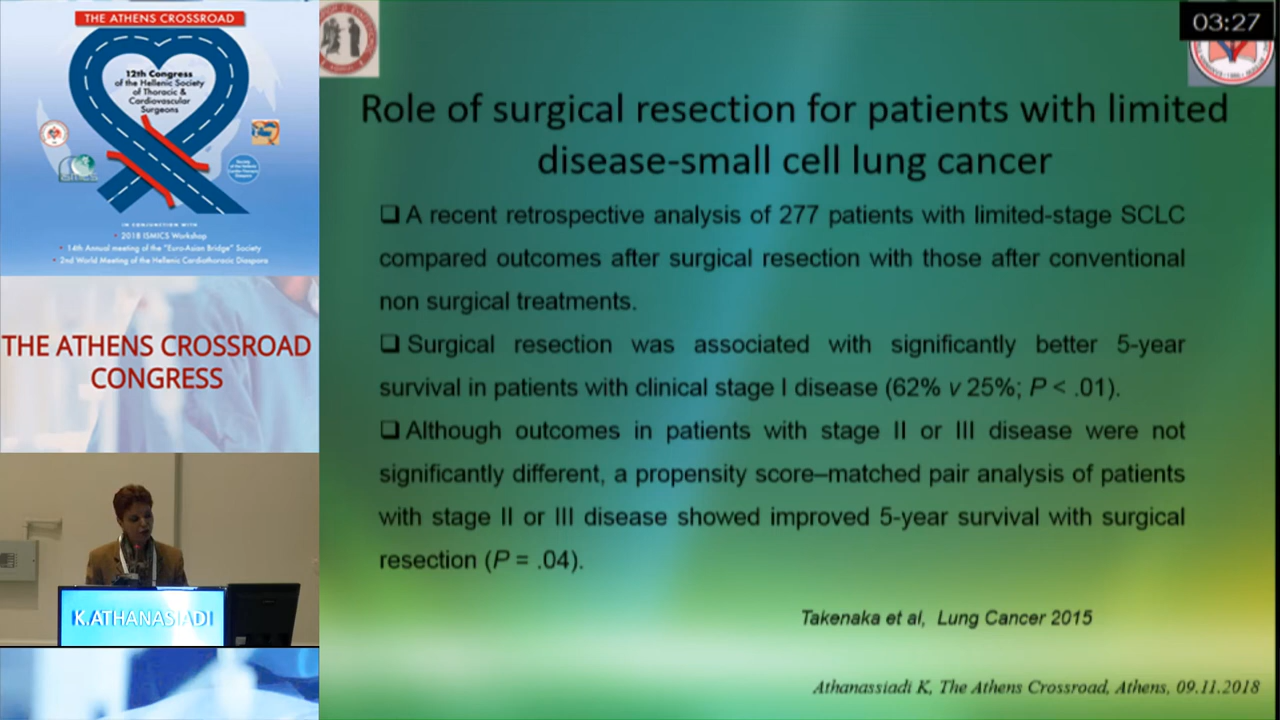 THE ATHENS CROSSROAD
12th Congress
of the Hellenic Society
of Thoracic &
Cardiovascular
Surgeons
IN CONJUNCTION WITH
• 2018 ISMICS Workshop
• 14th Annual meeting of the "Euro-Asian Bridge" Society
• 2nd World Meeting of the Hellenic Cardiothoracic Diaspora
THE ATHENS CROSSROAD
CONGRESS
K.ATHANASIADI
03:27
Role of surgical resection for patients with limited
disease-small cell lung cancer
❑ A recent retrospective analysis of 277 patients with limited-stage SCLC
compared outcomes after surgical resection with those after conventional
non surgical treatments.
❑ Surgical resection was associated with significantly better 5-year
survival in patients with clinical stage I disease (62% v 25%; P < .01).
❑ Although outcomes in patients with stage II or III disease were not
significantly different, a propensity score–matched pair analysis of patients
with stage II or III disease showed improved 5-year survival with surgical
resection (P = .04).
Takenaka et al, Lung Cancer 2015
Athanassiadi K, The Athens Crossroad, Athens, 09.11.2018